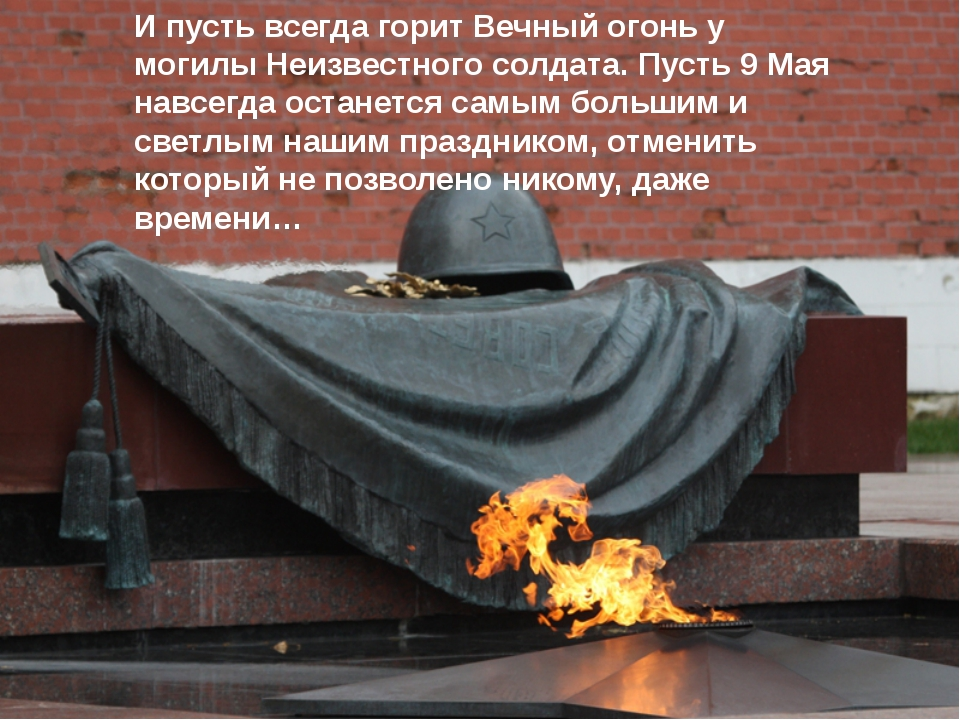 И пусть всегда горит Вечный огонь у
могилы Неизвестного солдата. Пусть 9 Мая
навсегда останется самым большим и
светлым нашим праздником, отменить
который не позволено никому, даже
времени…